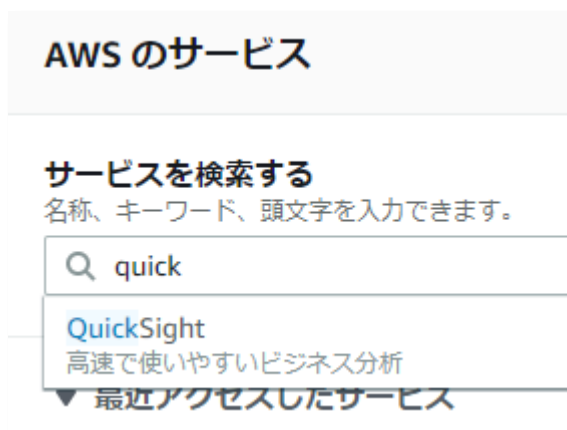 AWS のサービス
サービスを検索する
名称、キーワード、頭文字を入力できます。
quick
QuickSight
高速で使いやすいビジネス分析
▼ 最近アクセスしたサービス